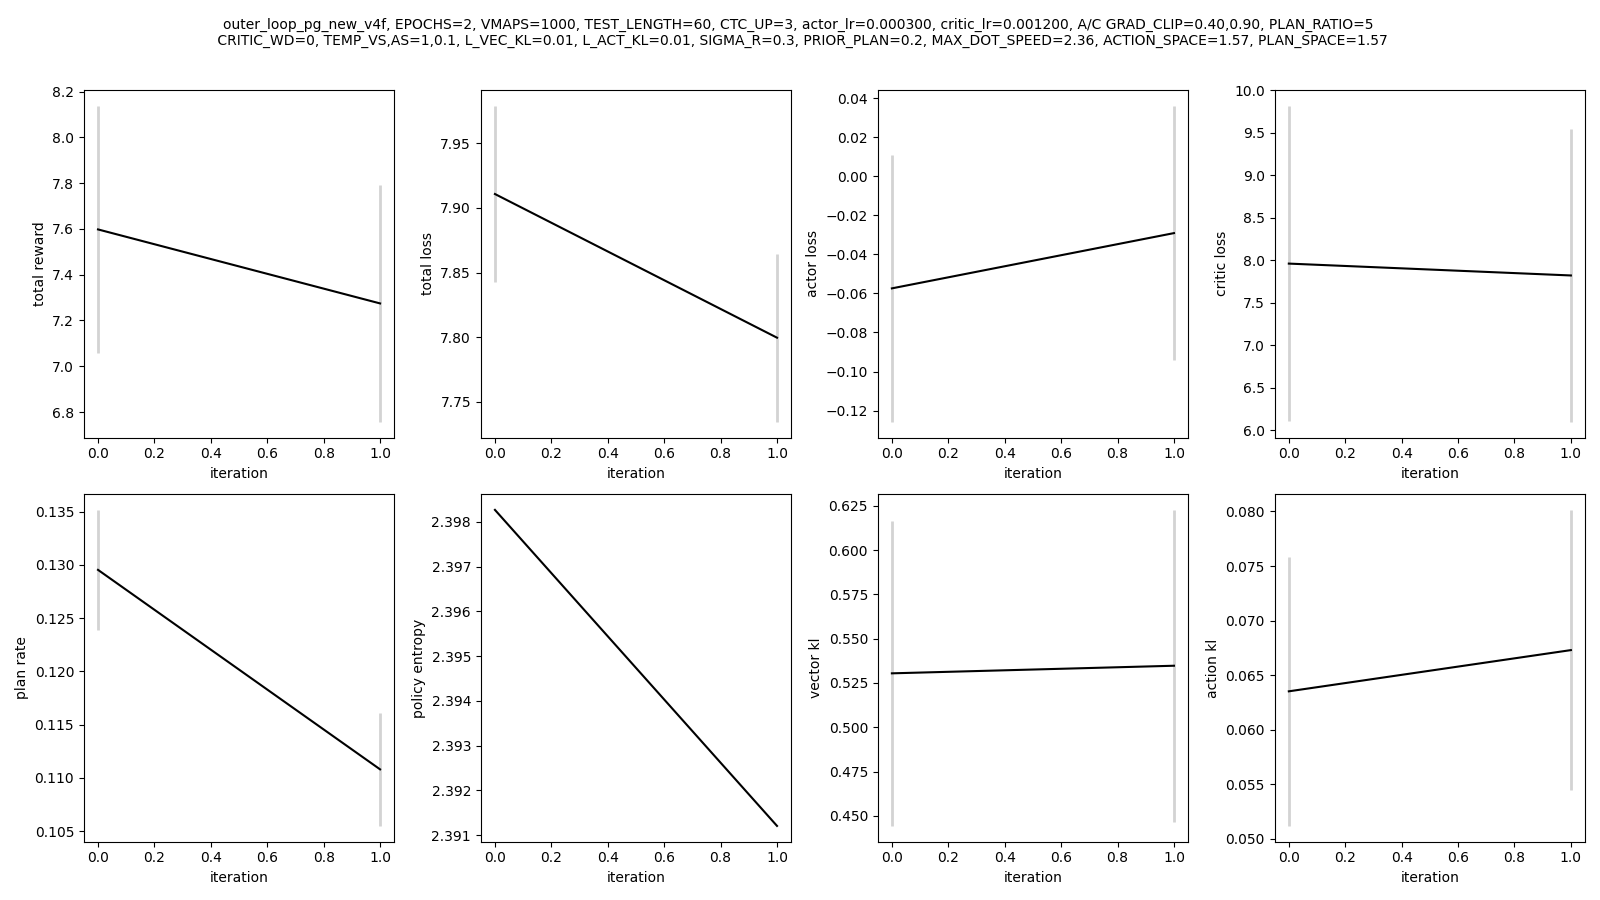 outer_loop_pg_new_v4f, EPOCHS=2, VMAPS=1000, TEST_LENGTH=60, CTC_UP=3, actor_lr=0.000300, critic_lr=0.001200, A/C GRAD_CLIP=0.40,0.90, PLAN_RATIO=5
CRITIC_WD=0, TEMP_VS,AS=1,0.1, L_VEC_KL=0.01, L_ACT_KL=0.01, SIGMA_R=0.3, PRIOR_PLAN=0.2, MAX_DOT_SPEED=2.36, ACTION_SPACE=1.57, PLAN_SPACE=1.57
total reward
8.2
8.0
7.8
7.6
7.4
7.2
7.0
6.8
0.0 0.2 0.4 0.6 0.8 1.0
iteration
total loss
7.95
7.90
7.85
7.80
7.75
0.0 0.2 0.4 0.6 0.8 1.0
iteration
actor loss
0.04
0.02
0.00
−0.02
−0.04
−0.06
−0.08
−0.10
−0.12
0.0 0.2 0.4 0.6 0.8 1.0
iteration
critic loss
10.0
9.5
9.0
8.5
8.0
7.5
7.0
6.5
6.0
0.0 0.2 0.4 0.6 0.8 1.0
iteration
plan rate
0.135
0.130
0.125
0.120
0.115
0.110
0.105
0.0 0.2 0.4 0.6 0.8 1.0
iteration
policy entropy
2.398
2.397
2.396
2.395
2.394
2.393
2.392
2.391
0.0 0.2 0.4 0.6 0.8 1.0
iteration
vector kl
0.625
0.600
0.575
0.550
0.525
0.500
0.475
0.450
0.0 0.2 0.4 0.6 0.8 1.0
iteration
action kl
0.080
0.075
0.070
0.065
0.060
0.055
0.050
0.0 0.2 0.4 0.6 0.8 1.0
iteration